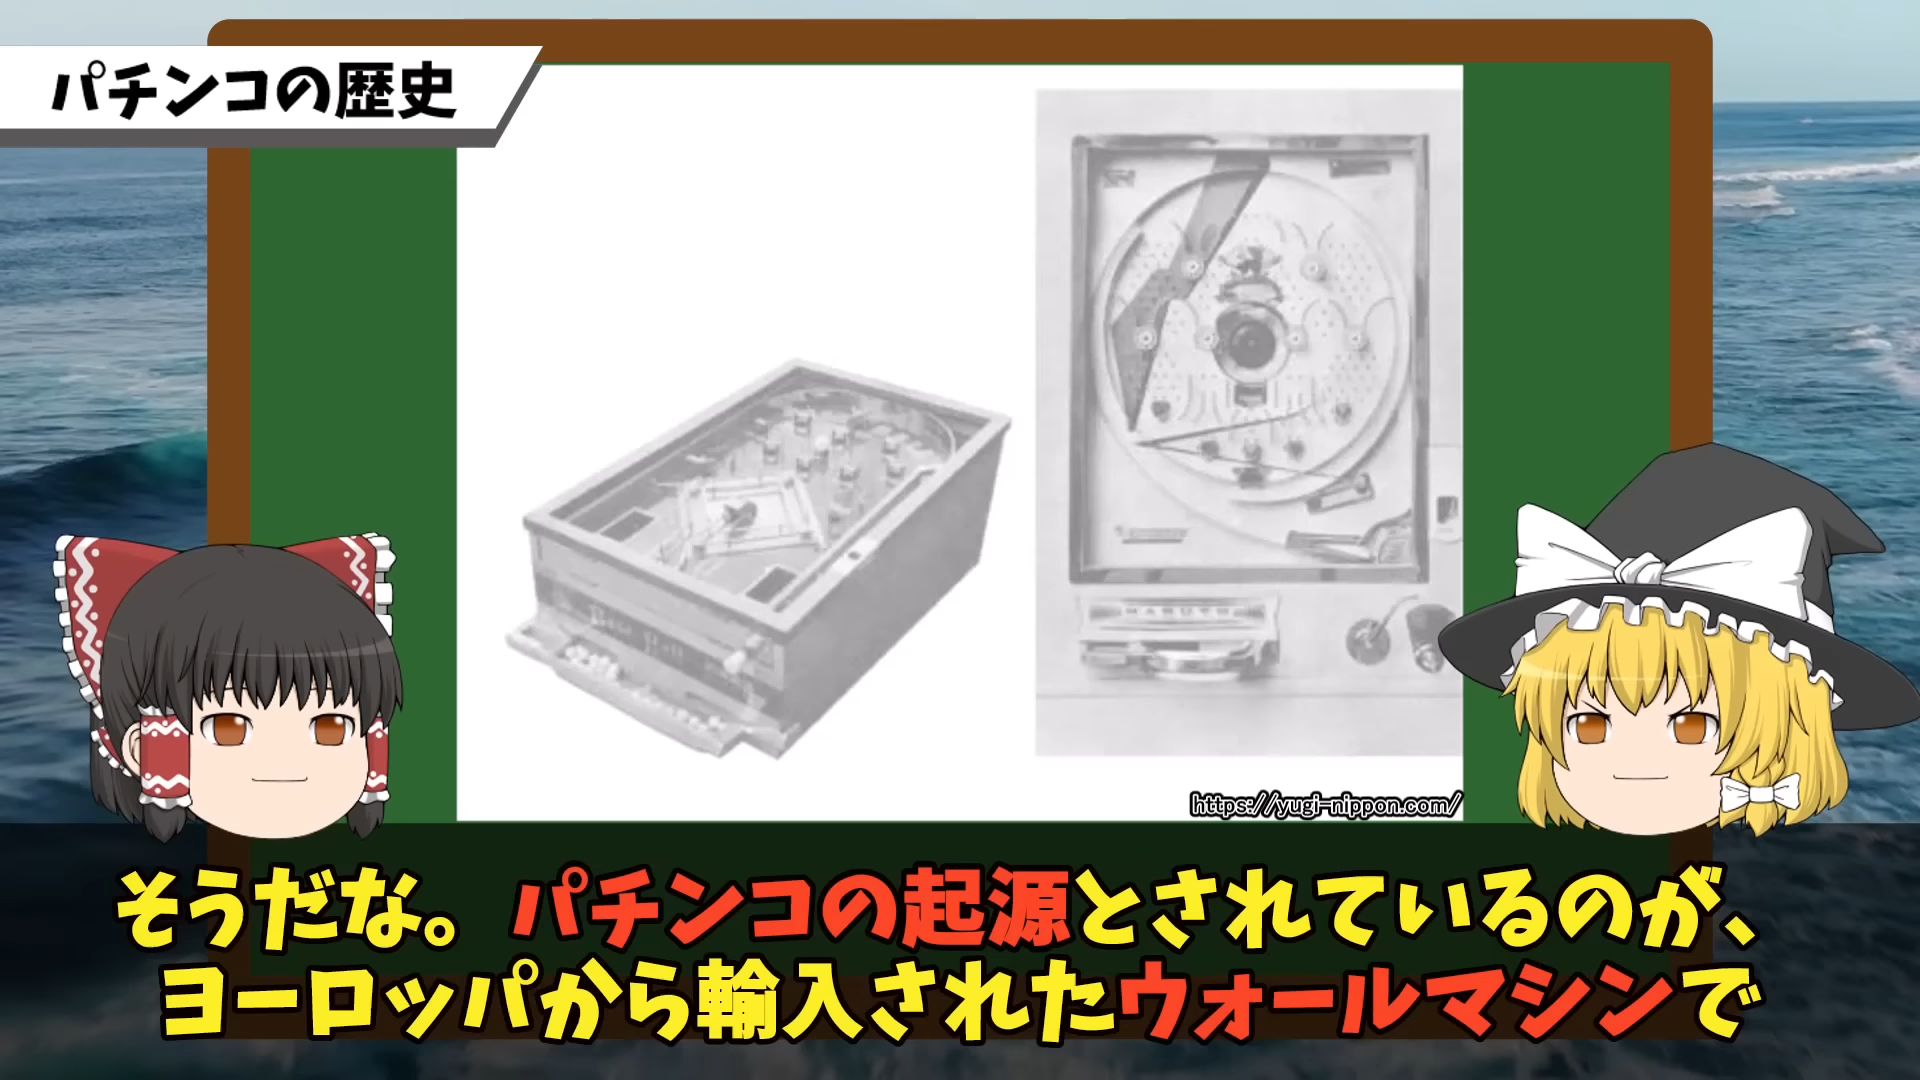 パチンコの歴史
https://yugi-nippon.com/
そうだな。パチンコの起源とされているのが、
ヨーロッパから輸入されたウォールマシンで